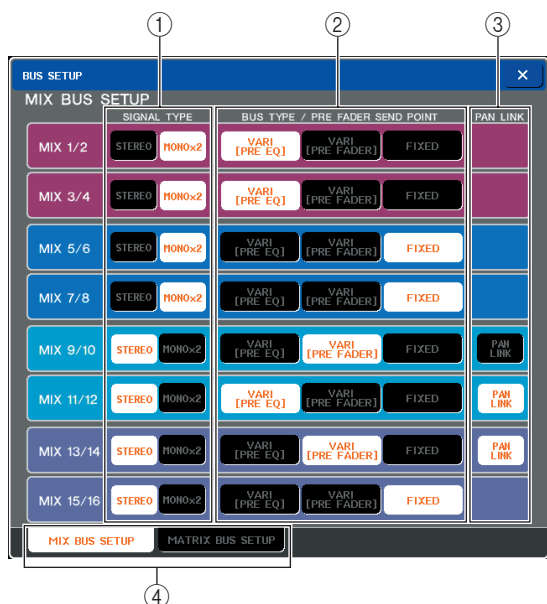 ① ② ③
BUS SETUP ×
MIX BUS SETUP
SIGNAL TYPE BUS TYPE / PRE FADER SEND POINT PAN LINK
MIX 1/2 STEREO MONO×2 VARI [PRE EQ] VARI [PRE FADER] FIXED
MIX 3/4 STEREO MONO×2 VARI [PRE EQ] VARI [PRE FADER] FIXED
MIX 5/6 STEREO MONO×2 VARI [PRE EQ] VARI [PRE FADER] FIXED
MIX 7/8 STEREO MONO×2 VARI [PRE EQ] VARI [PRE FADER] FIXED
MIX 9/10 STEREO MONO×2 VARI [PRE EQ] VARI [PRE FADER] FIXED PAN LINK
MIX 11/12 STEREO MONO×2 VARI [PRE EQ] VARI [PRE FADER] FIXED PAN LINK
MIX 13/14 STEREO MONO×2 VARI [PRE EQ] VARI [PRE FADER] FIXED PAN LINK
MIX 15/16 STEREO MONO×2 VARI [PRE EQ] VARI [PRE FADER] FIXED
MIX BUS SETUP MATRIX BUS SETUP
④